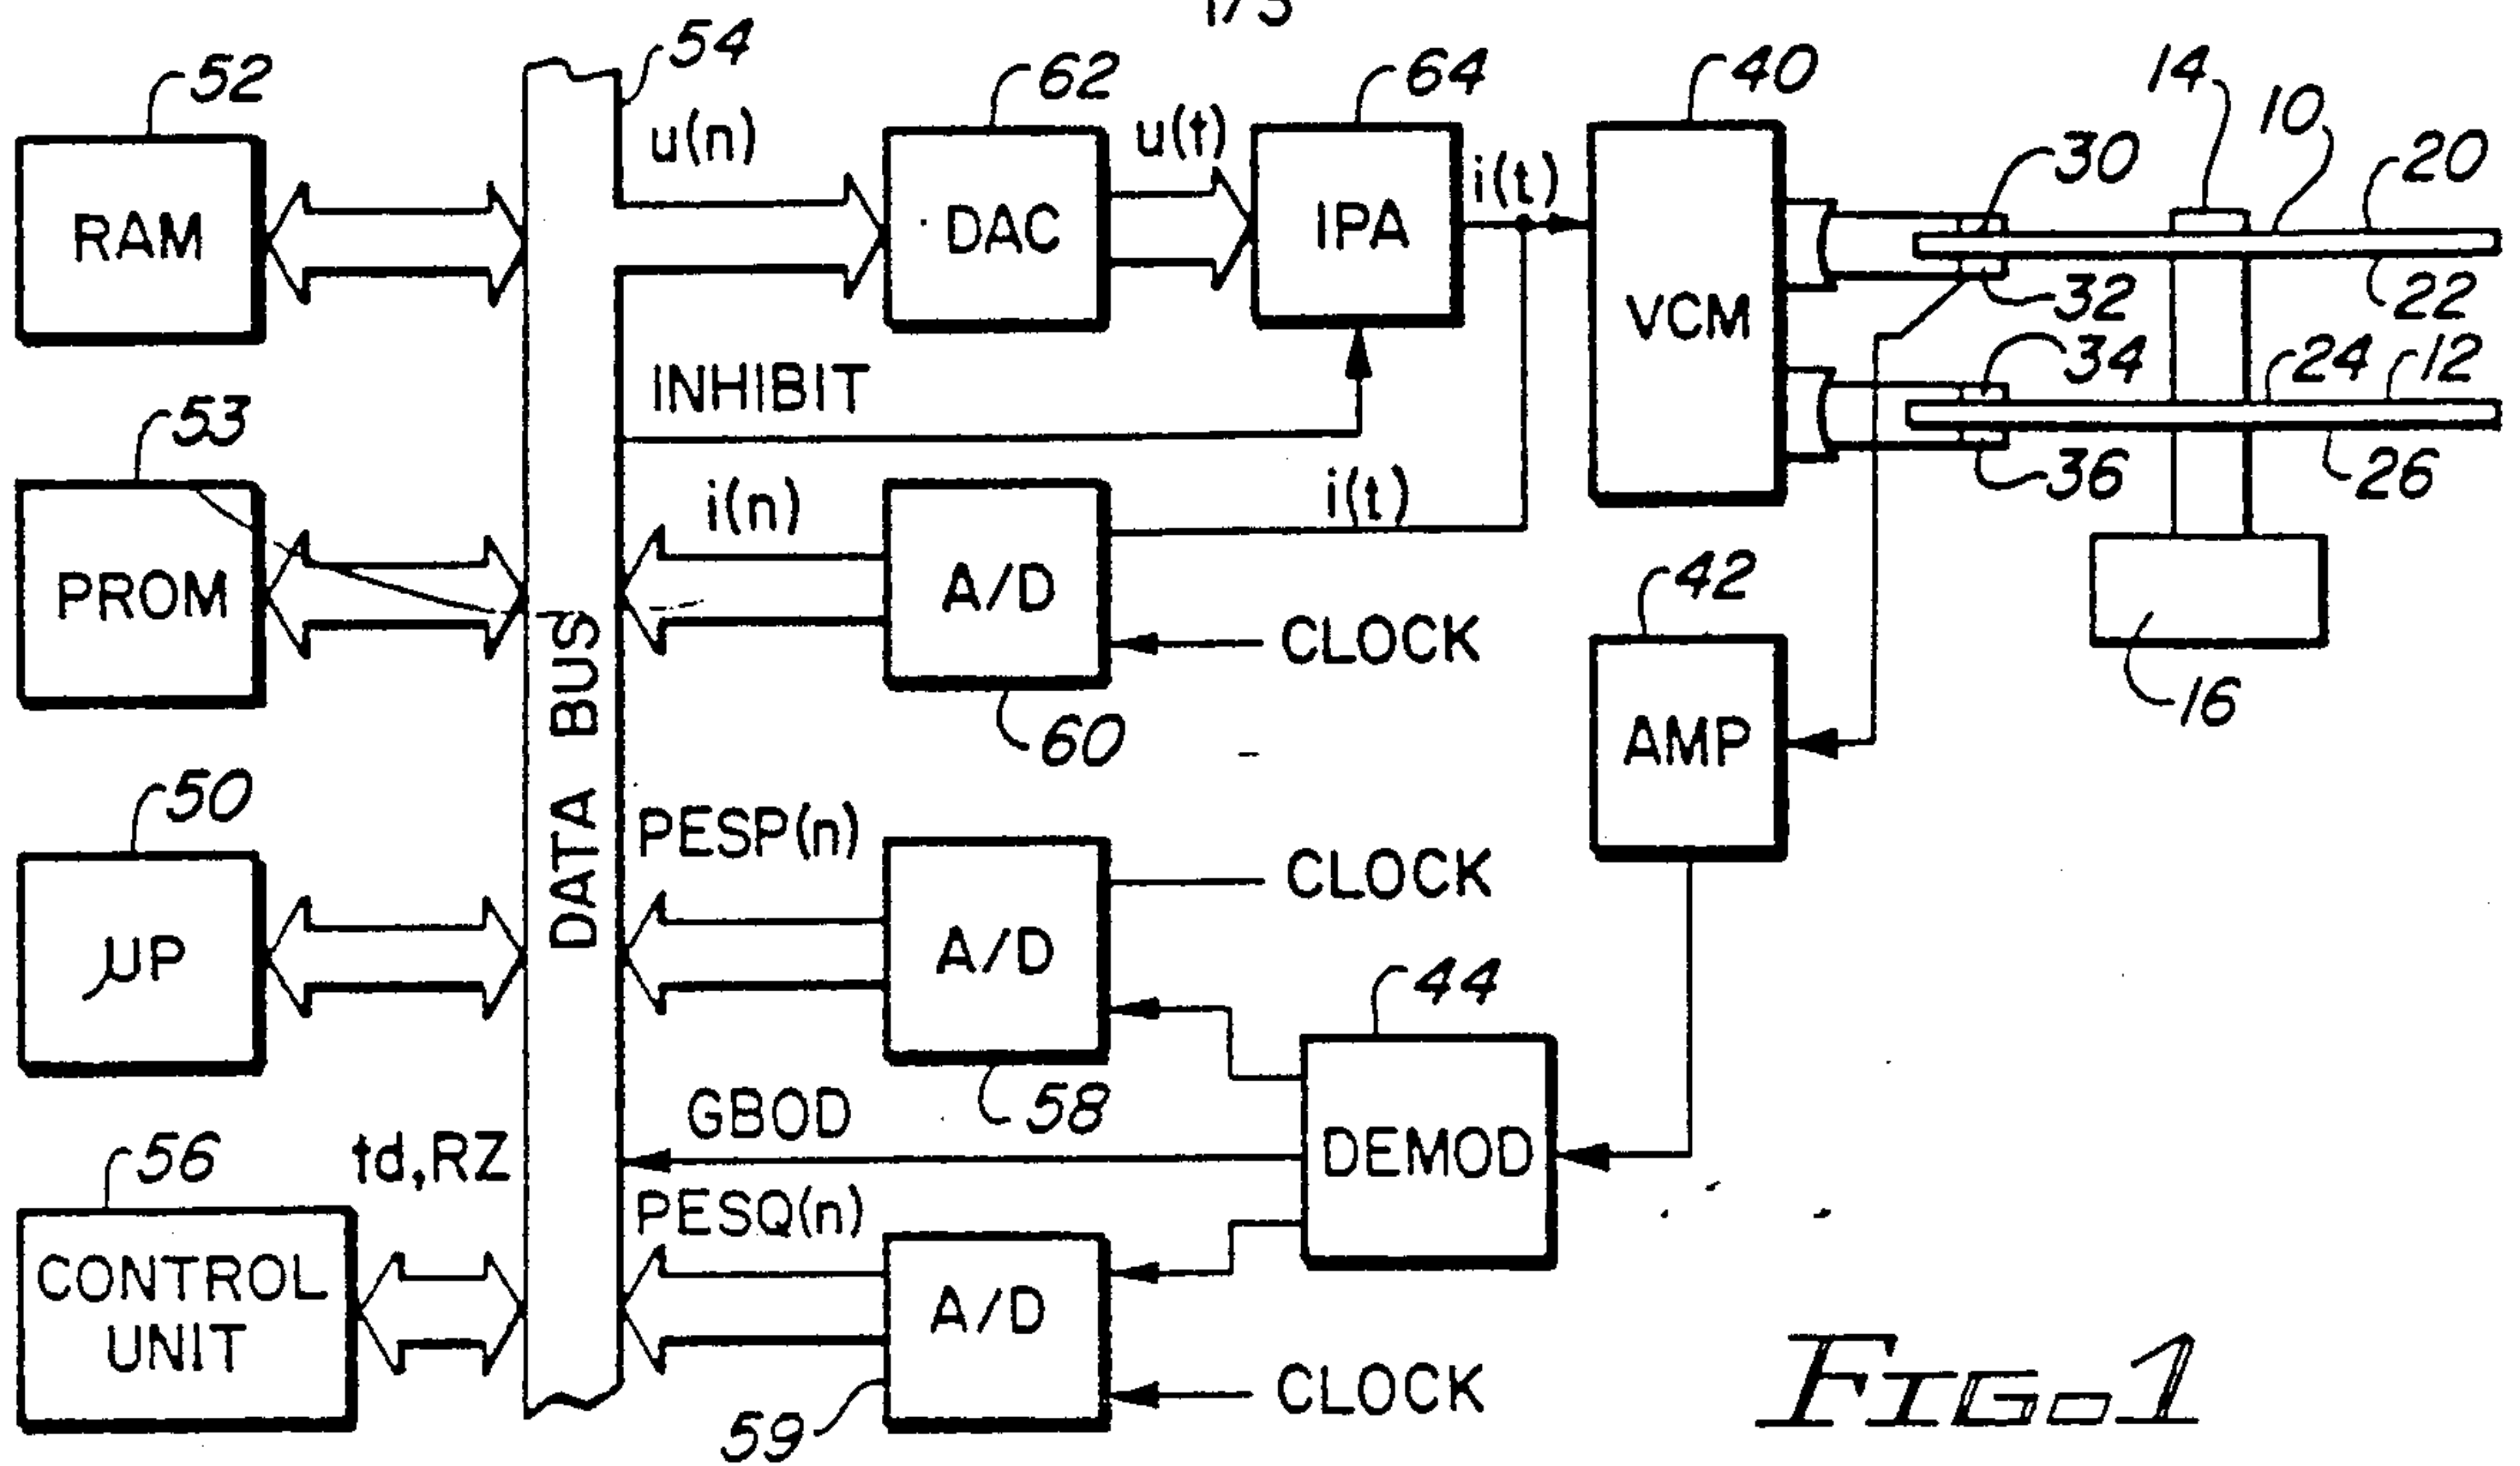 1/3
54
52
62
64
40
14
10
20
30
u(n)
u(t)
i(t)
RAM
DAC
IPA
VCM
32
22
34
24
12
INHIBIT
53
36
26
i(n)
i(t)
PROM
A/D
CLOCK
42
16
60
AMP
DATA BUS
50
PESP(n)
CLOCK
µP
A/D
44
58
GBOD
DEMOD
56
td,RZ
PESQ(n)
CONTROL
UNIT
A/D
CLOCK
59
FIG. 1